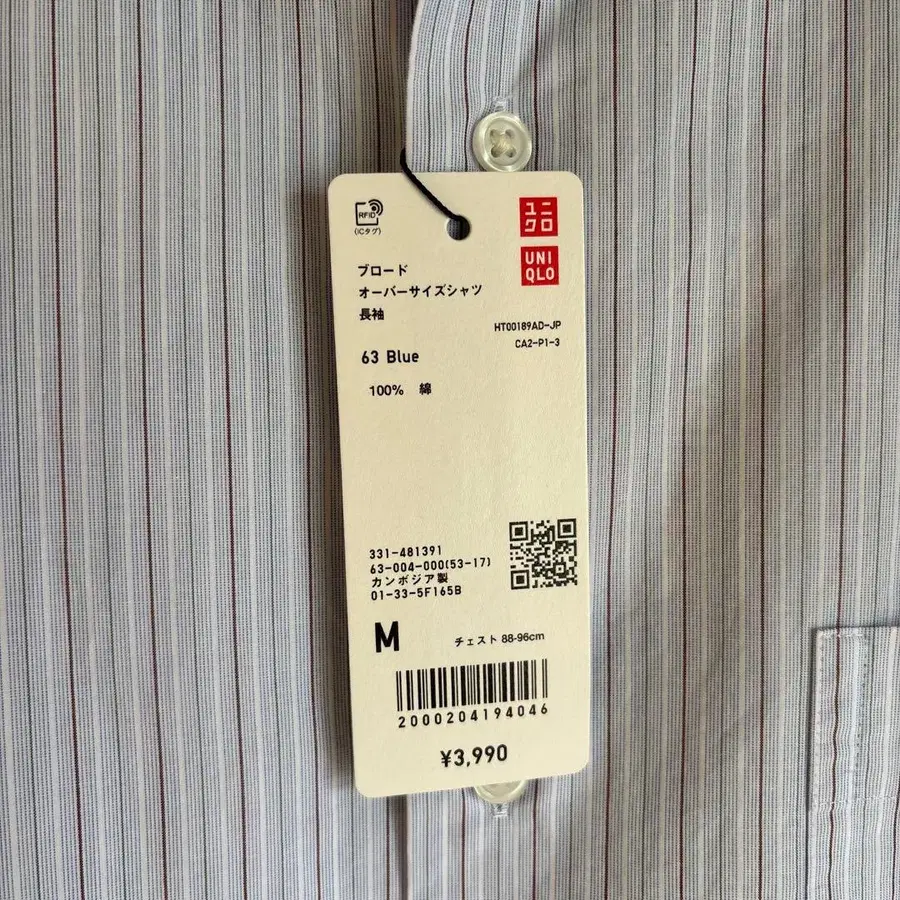 RFID
(ICタグ)
ユニ
クロ
UNI
QLO
ブロード
オーバーサイズシャツ
長袖
HT00189AD-JP
CA2-P1-3
63 Blue
100% 綿
331-481391
63-004-000(53-17)
カンボジア製
01-33-5F165B
M チェスト 88-96cm
2000204194046
¥3,990